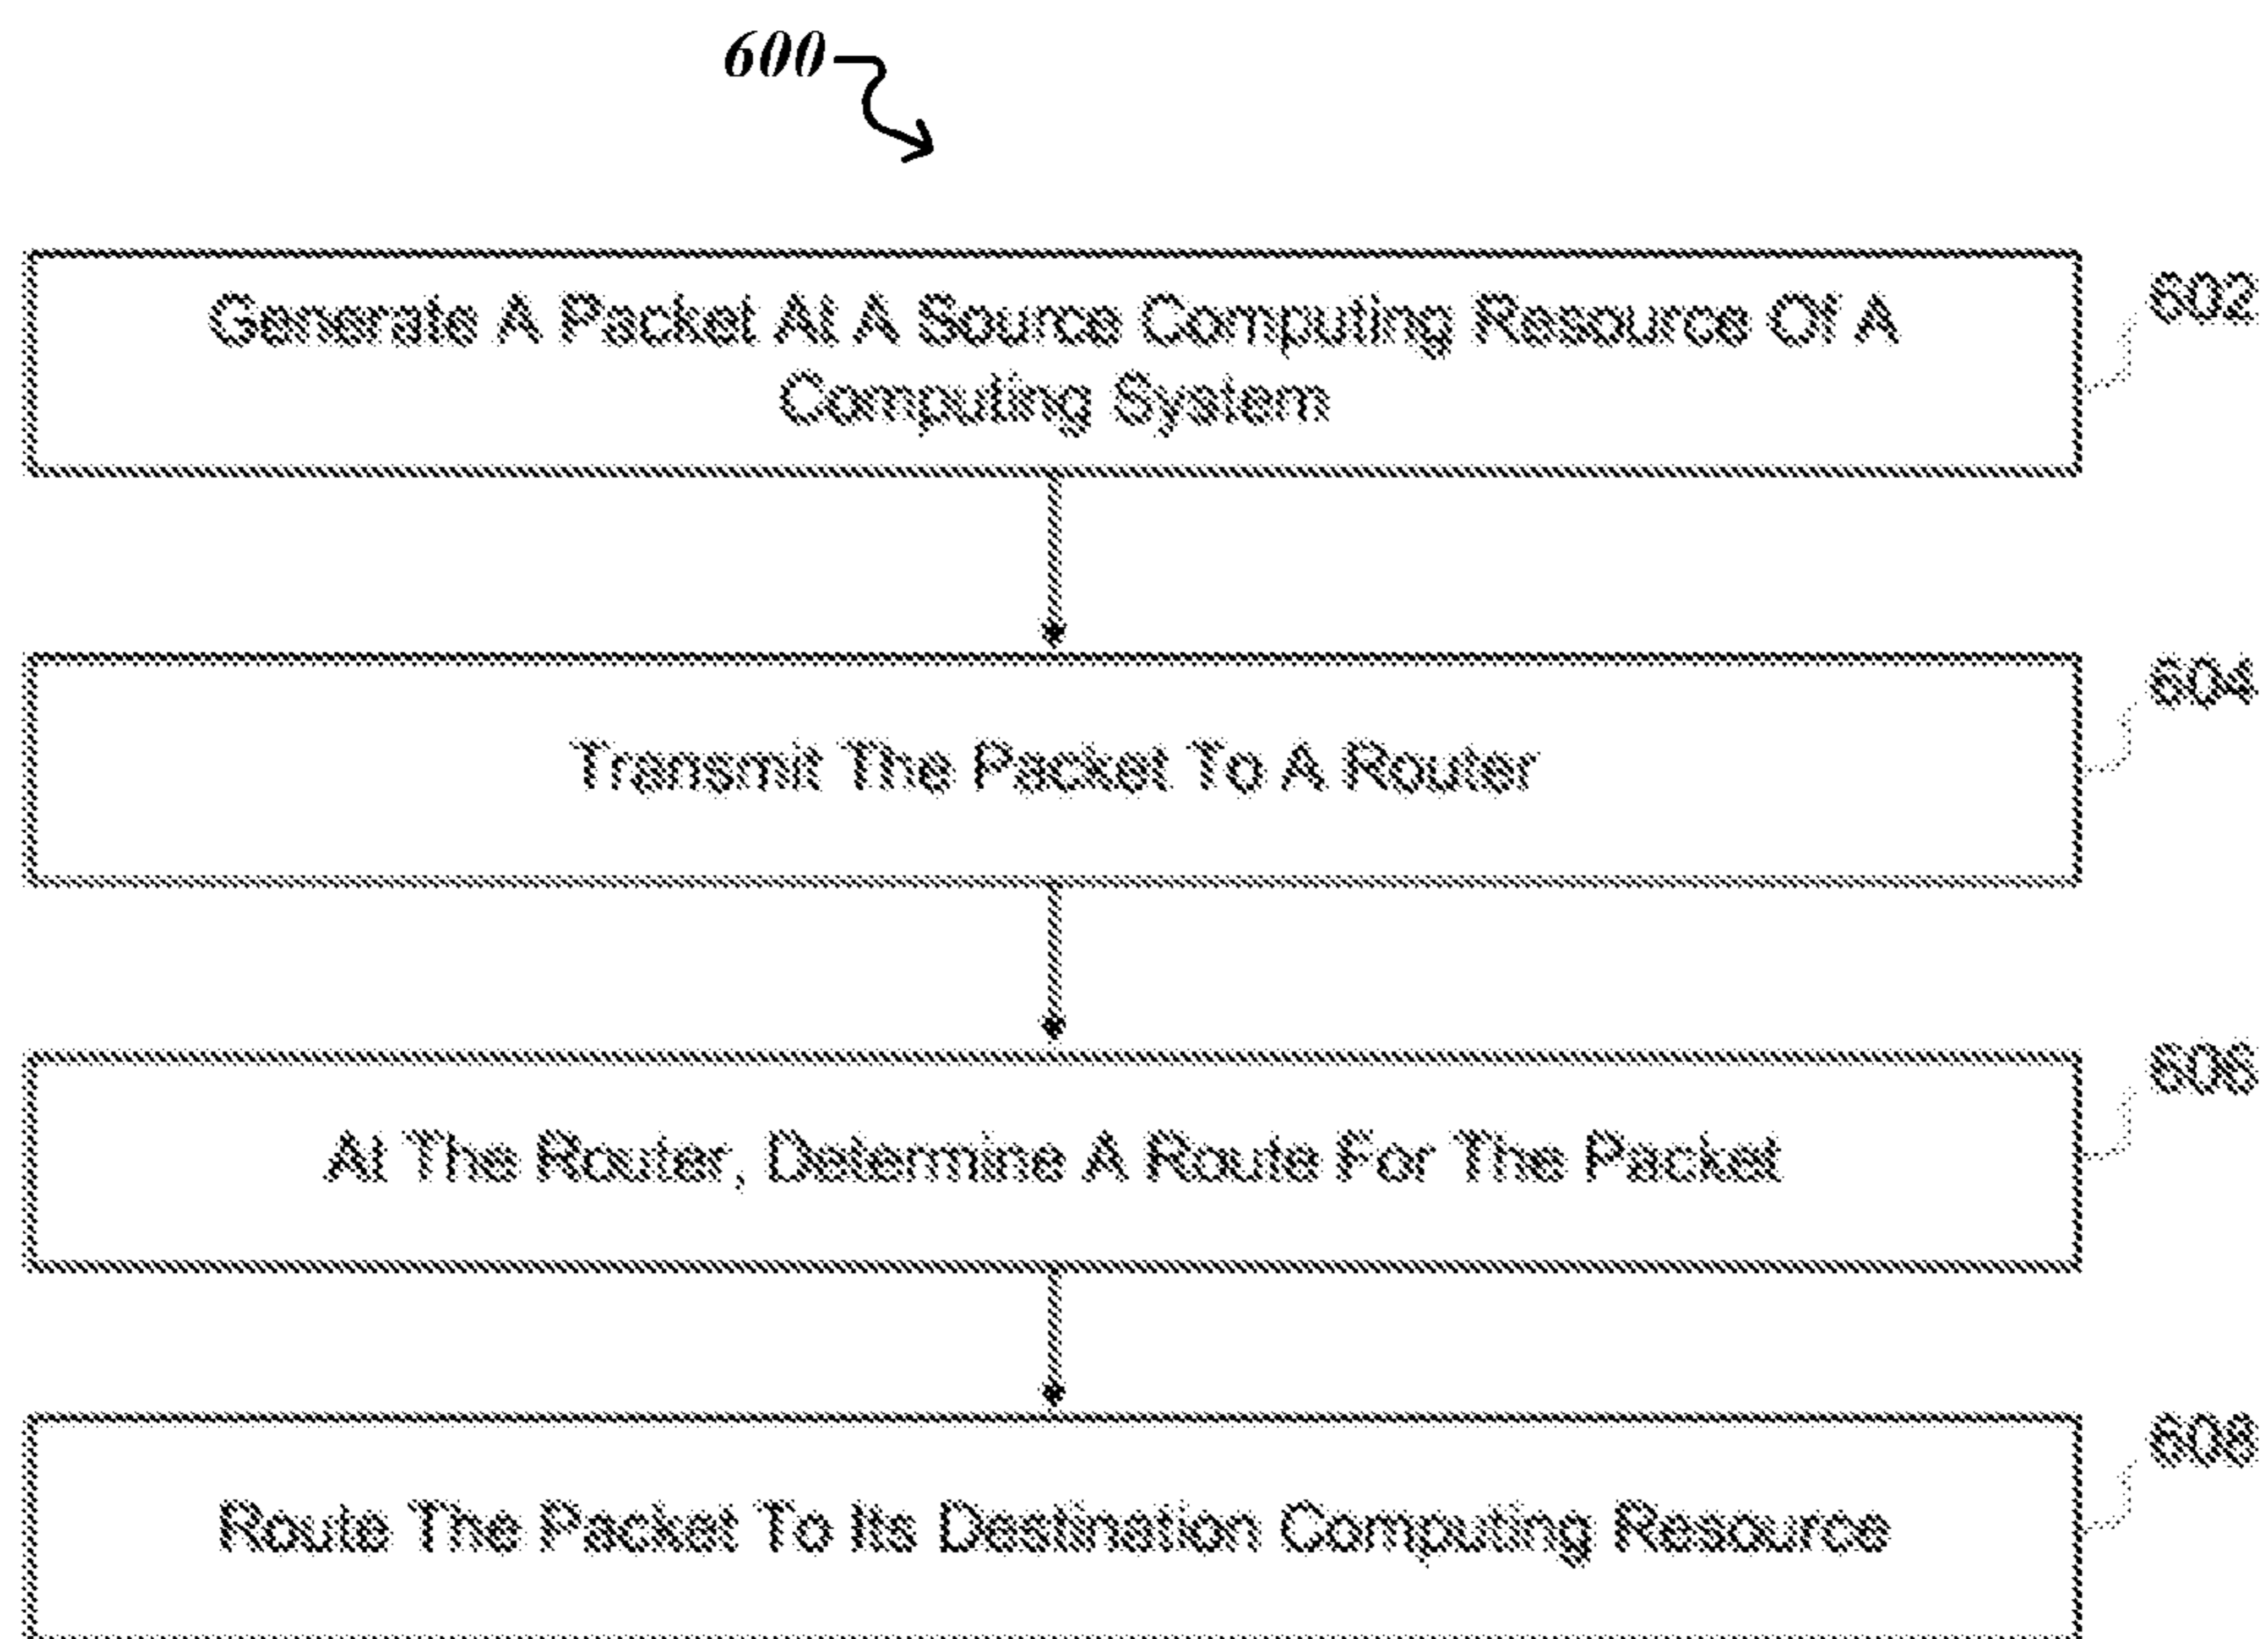 600
Generate A Packet At A Source Computing Resource Of A
Computing System
602
Transmit The Packet To A Router
604
At The Router, Determine A Route For The Packet
606
Route The Packet To Its Destination Computing Resource
608